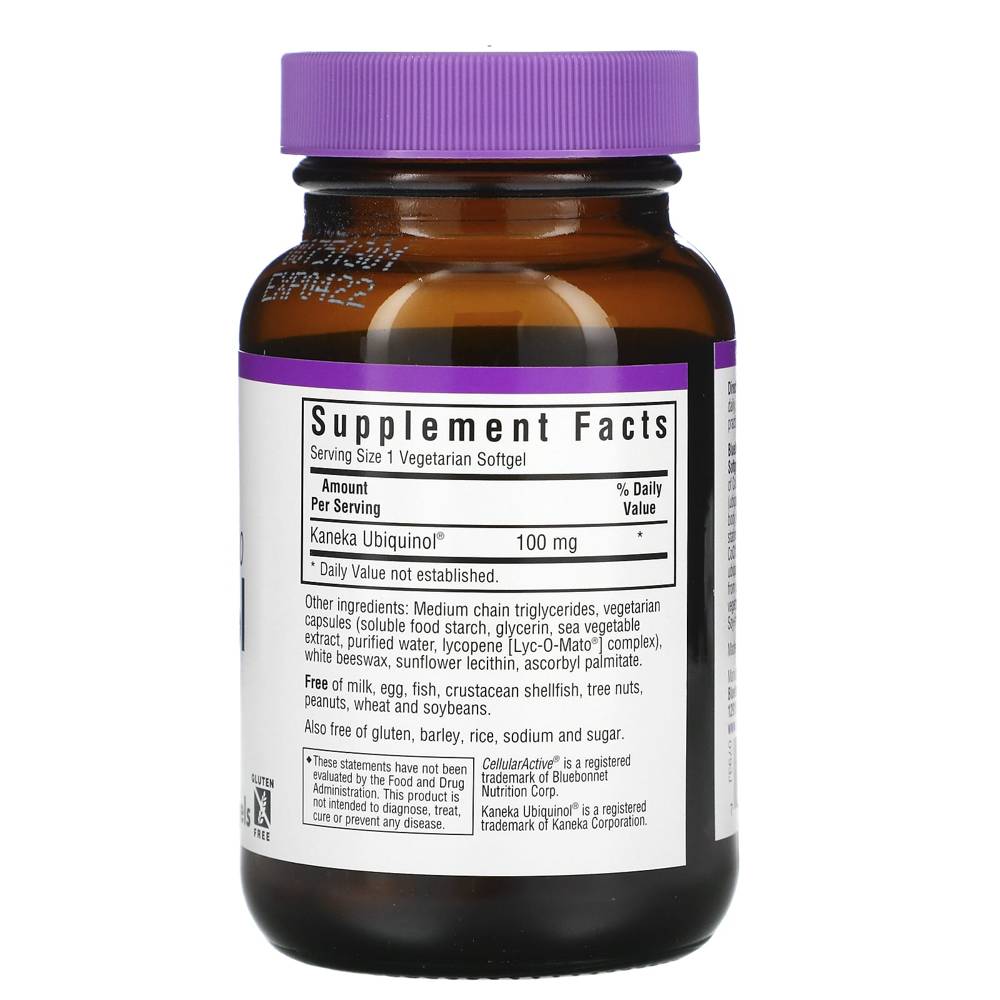 EXP0422
Supplement Facts
Serving Size 1 Vegetarian Softgel
Amount Per Serving
% Daily Value
Kaneka Ubiquinol® 100 mg *
* Daily Value not established.
Other ingredients: Medium chain triglycerides, vegetarian
capsules (soluble food starch, glycerin, sea vegetable
extract, purified water, lycopene [Lyc-O-Mato®] complex),
white beeswax, sunflower lecithin, ascorbyl palmitate.
Free of milk, egg, fish, crustacean shellfish, tree nuts,
peanuts, wheat and soybeans.
Also free of gluten, barley, rice, sodium and sugar.
◆These statements have not been
evaluated by the Food and Drug
Administration. This product is
not intended to diagnose, treat,
cure or prevent any disease.
CellularActive® is a registered
trademark of Bluebonnet
Nutrition Corp.
Kaneka Ubiquinol® is a registered
trademark of Kaneka Corporation.
GLUTEN
FREE
els